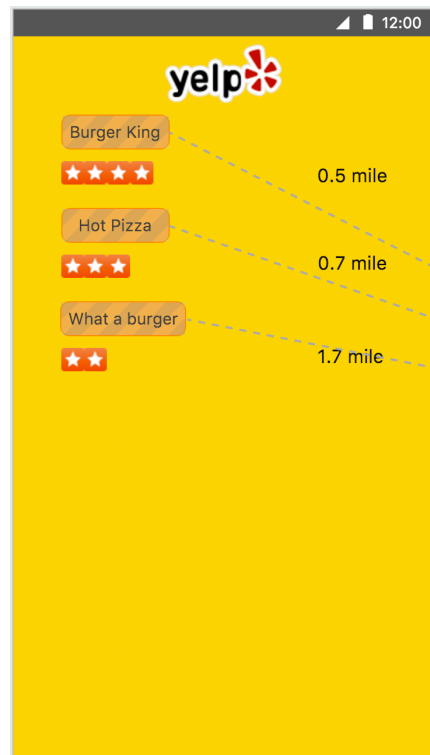 12:00
yelp
Burger King
0.5 mile
Hot Pizza
0.7 mile
What a burger
1.7 mile